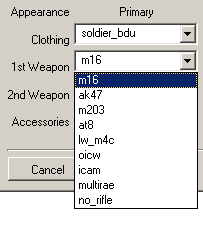 Appearance Primary
Clothing soldier_bdu
1st Weapon m16
m16
2nd Weapon ak47
m203
Accessories at8
lw_m4c
oicw
Cancel icam
multirae
no_rifle